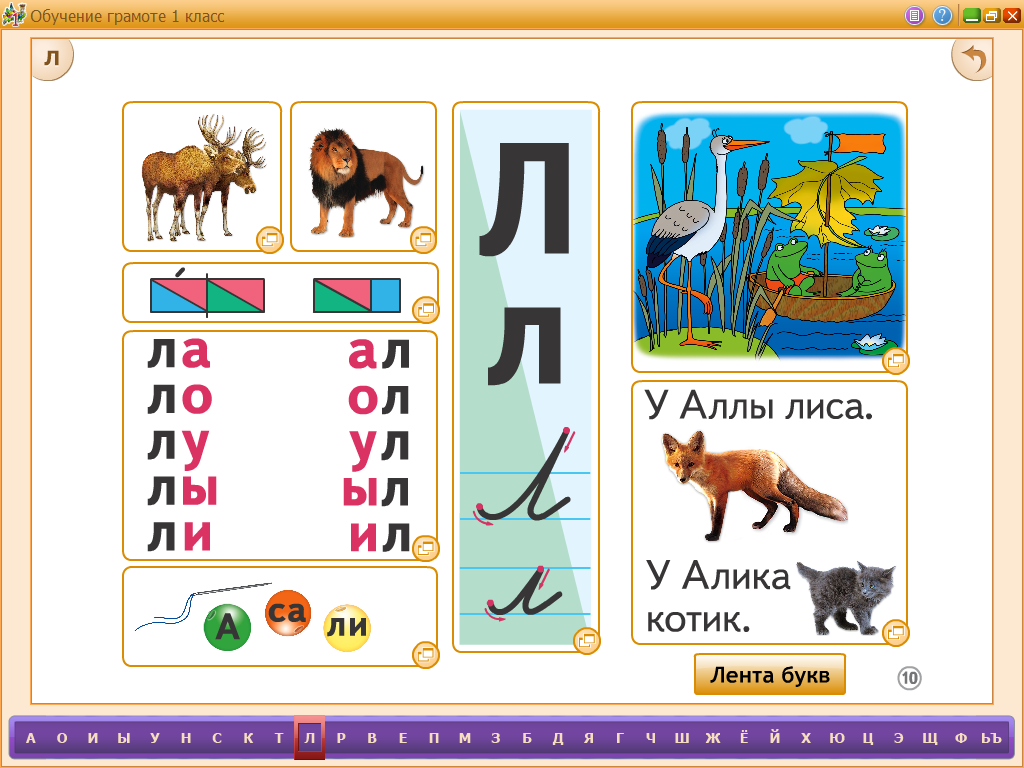 Обучение грамоте 1 класс
л
ла ал
ло ол
лу ул
лы ыл
ли ил
А са ли
Л
л
Л
л
У Аллы лиса.
У Алика
котик.
Лента букв
10
А О И Ы У Н С К Т Л Р В Е П М З Б Д Я Г Ч Ш Ж Ё Й Х Ю Ц Э Щ Ф ЬЪ